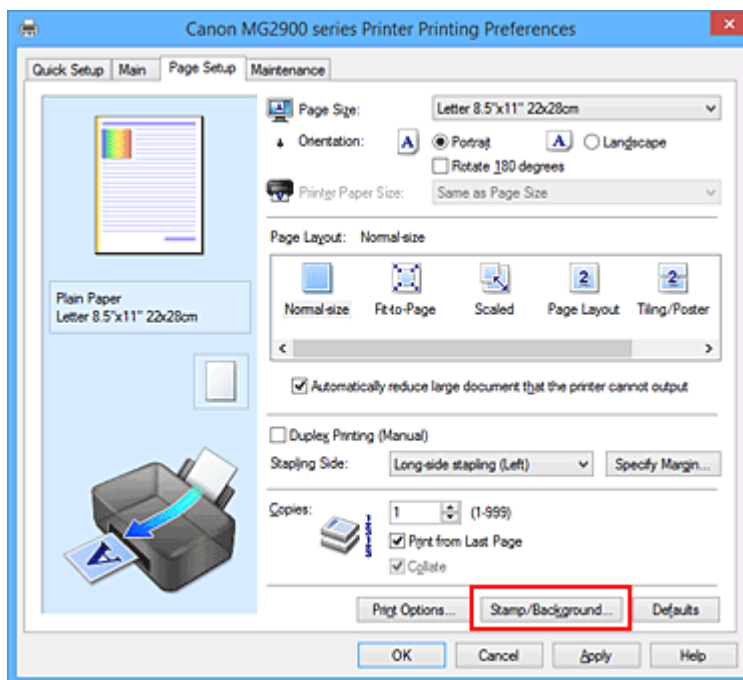 Canon MG2900 series Printer Printing Preferences
x
Quick Setup Main Page Setup Maintenance
Page Size: Letter 8.5"x11" 22x28cm
Orientation: A Portrait A Landscape
Rotate 180 degrees
Printer Paper Size: Same as Page Size
Page Layout: Normal-size
2 2
Normal-size Fit-to-Page Scaled Page Layout Tiling/Poster
Plain Paper
Letter 8.5"x11" 22x28cm
Automatically reduce large document that the printer cannot output
Duplex Printing (Manual)
Stapling Side: Long-side stapling (Left) Specify Margin...
Copies: 1 (1-999)
Print from Last Page
Collate
A
Print Options... Stamp/Background... Defaults
OK Cancel Apply Help